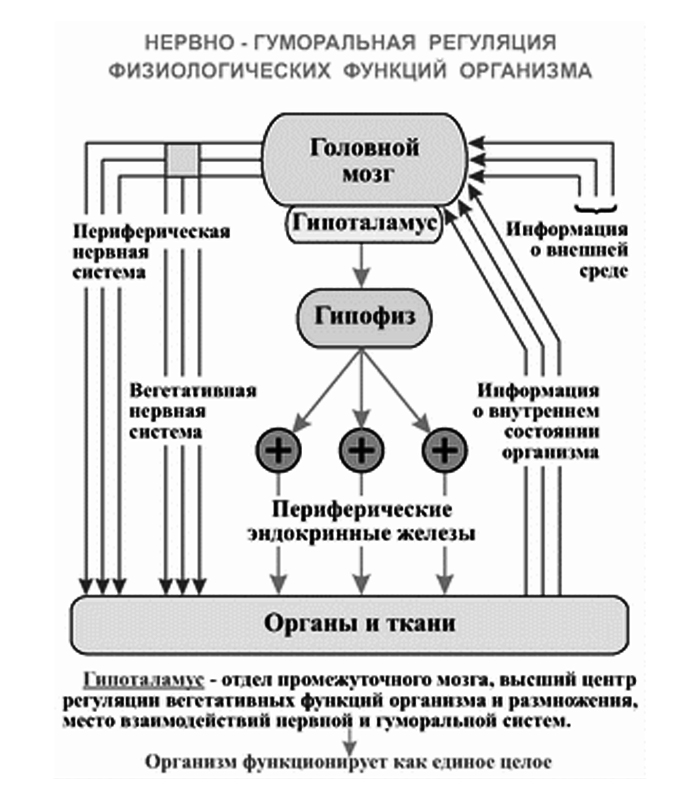 НЕРВНО - ГУМОРАЛЬНАЯ РЕГУЛЯЦИЯ
ФИЗИОЛОГИЧЕСКИХ ФУНКЦИЙ ОРГАНИЗМА
Головной
мозг
Гипоталамус
Периферическая
нервная
система
Информация
о внешней
среде
Гипофиз
Вегетативная
нервная
система
Информация
о внутреннем
состоянии
организма
+ + +
Периферические
эндокринные железы
Органы и ткани
Гипоталамус - отдел промежуточного мозга, высший центр
регуляции вегетативных функций организма и размножения,
место взаимодействий нервной и гуморальной систем.
Организм функционирует как единое целое